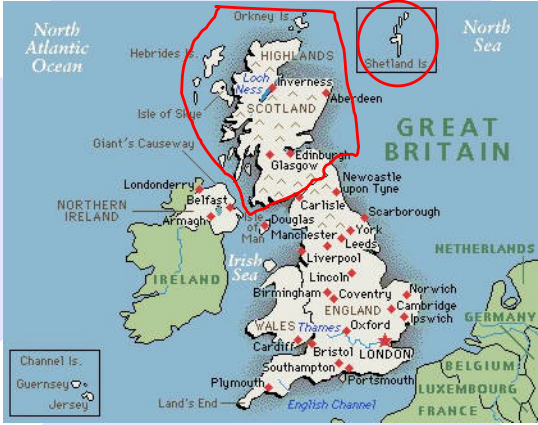 Orkney Is.
North
Atlantic
Ocean
North
Sea
Hebrides Is.
HIGHLANDS
Shetland Is.
Loch
Ness
Inverness
Aberdeen
Isle of Skye
SCOTLAND
GREAT
BRITAIN
Giant's Causeway
Edinburgh
Glasgow
Newcastle
upon Tyne
Londonderry
Carlisle
Belfast
NORTHERN
IRELAND
Armagh
Isle
of
Man
Douglas
Scarborough
Manchester
York
Leeds
Irish
Sea
Liverpool
NETHERLANDS
IRELAND
Lincoln
Birmingham
Coventry
Norwich
ENGLAND
Cambridge
Ipswich
GERMANY
WALES
Thames
Oxford
Cardiff
Bristol
LONDON
Channel Is.
Guernsey
Jersey
Southampton
Portsmouth
BELGIUM
Plymouth
LUXEMBOURG
Land's End
English Channel
FRANCE